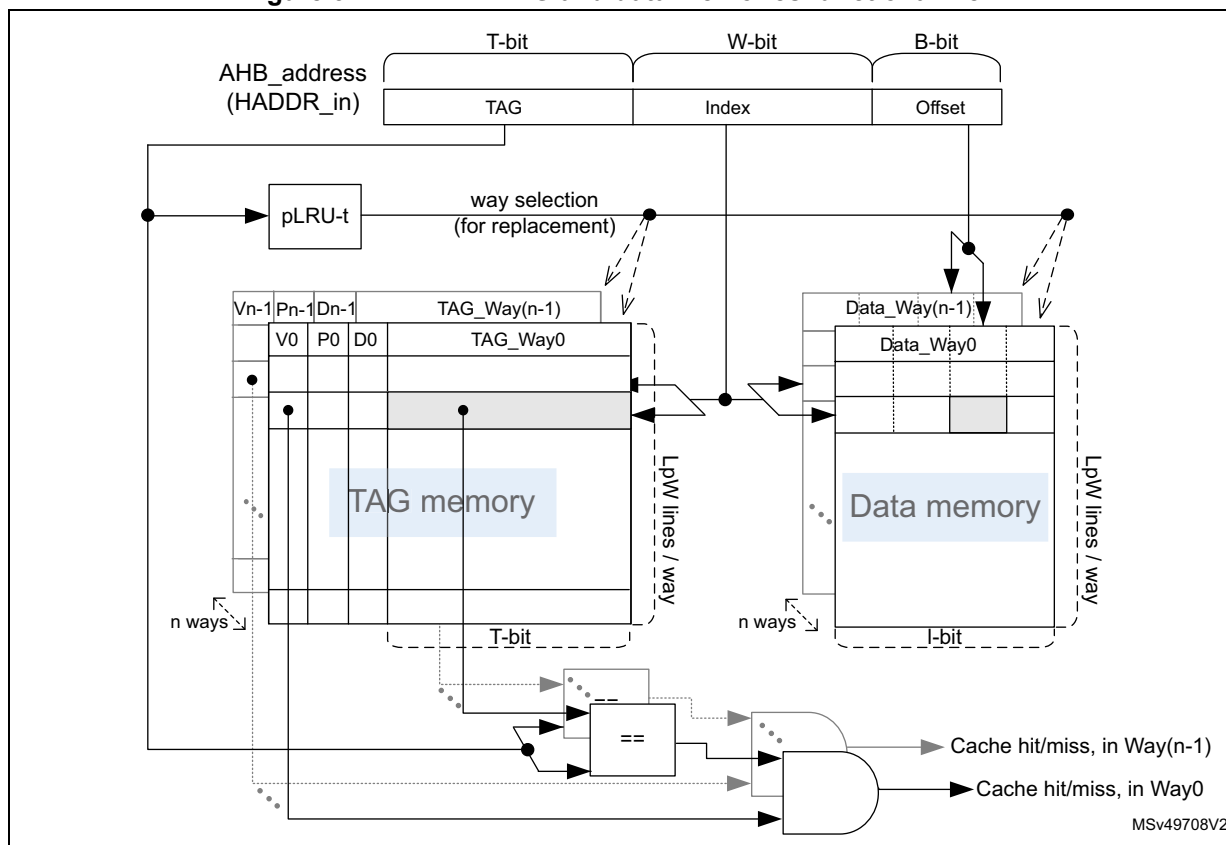 T-bit
W-bit
B-bit
AHB_address
(HADDR_in)
TAG
Index
Offset
pLRU-t
way selection
(for replacement)
Vn-1
Pn-1
Dn-1
TAG_Way(n-1)
V0
P0
D0
TAG_Way0
Data_Way(n-1)
Data_Way0
TAG memory
LpW lines / way
Data memory
LpW lines / way
n ways
T-bit
n ways
I-bit
==
==
Cache hit/miss, in Way(n-1)
Cache hit/miss, in Way0
MSv49708V2